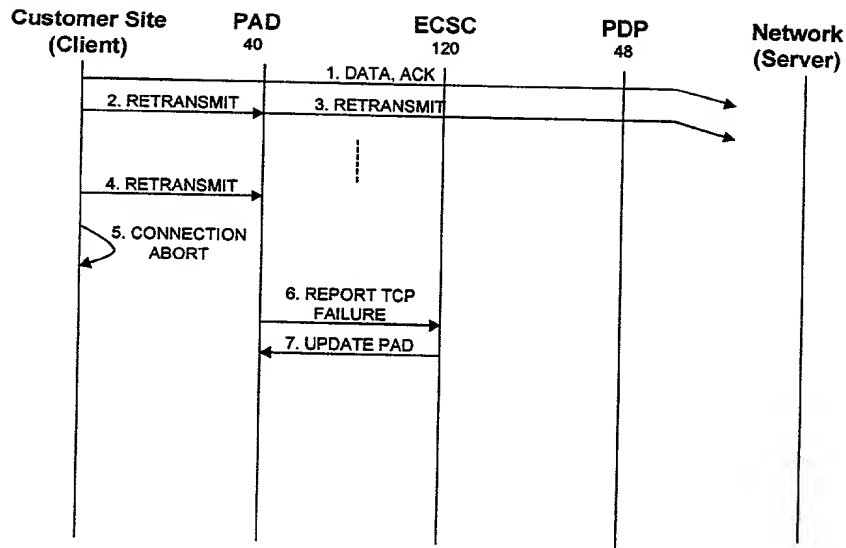 Customer Site
(Client)
PAD
40
ECSC
120
PDP
48
Network
(Server)
1. DATA, ACK
2. RETRANSMIT
3. RETRANSMIT
4. RETRANSMIT
5. CONNECTION
ABORT
6. REPORT TCP
FAILURE
7. UPDATE PAD